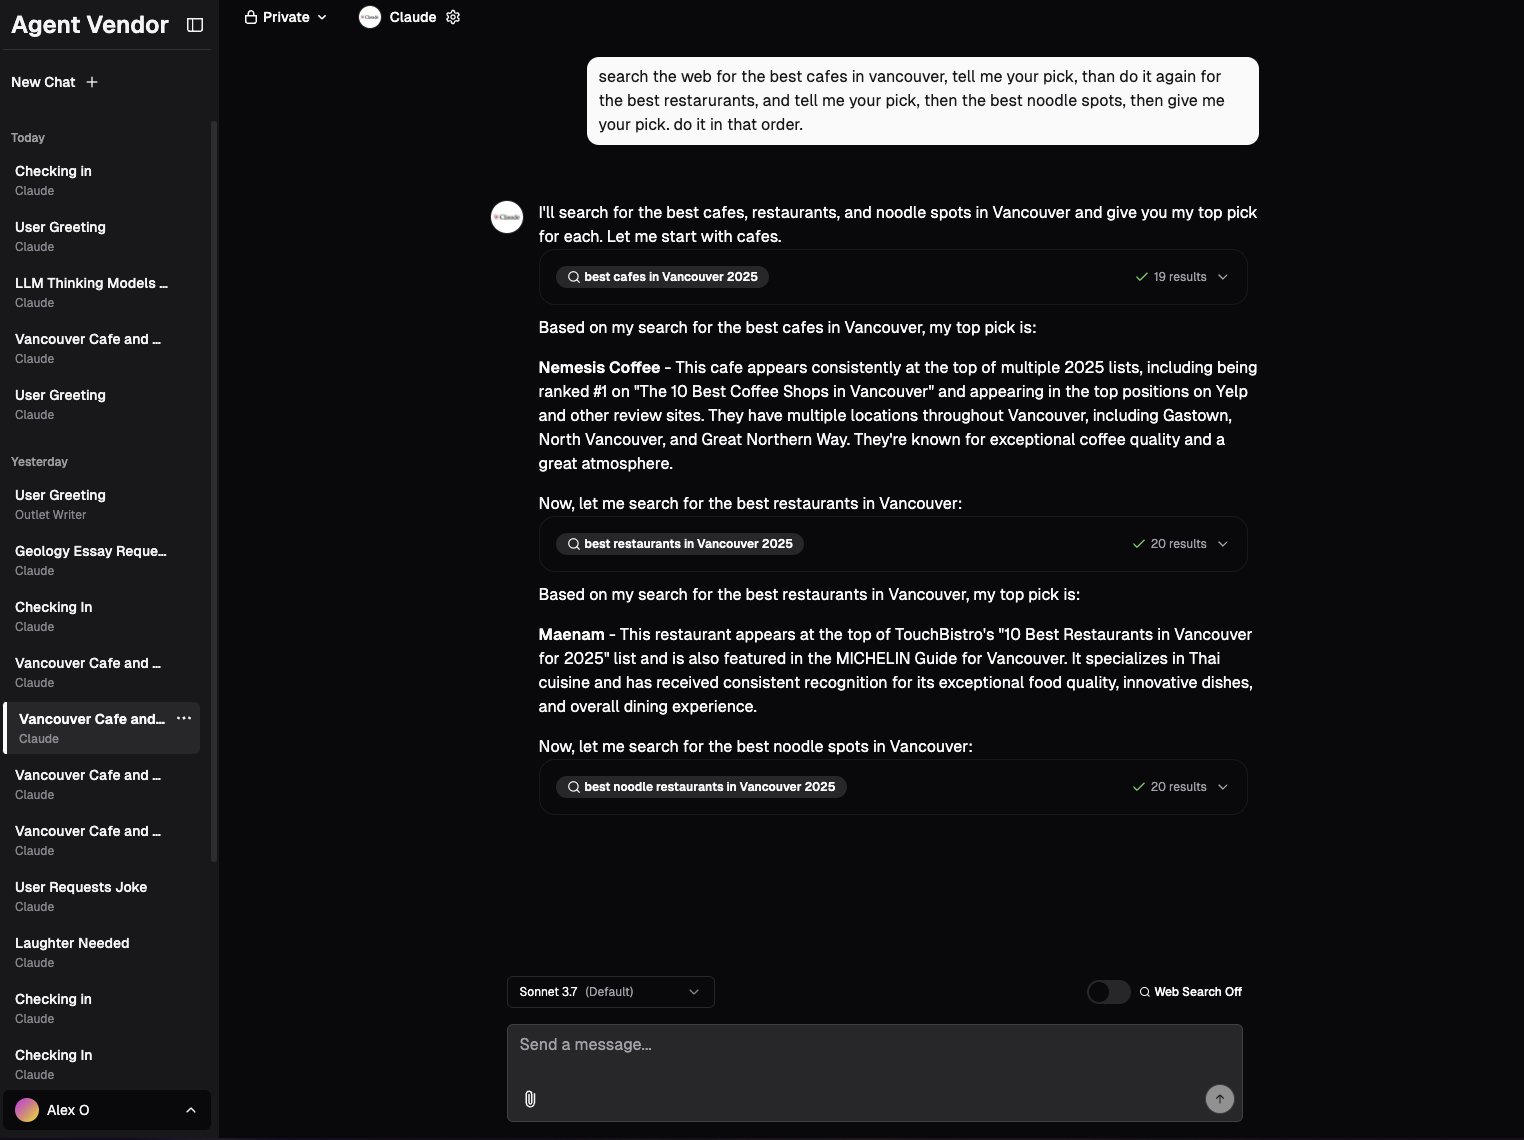 Agent Vendor
New Chat
Today
Checking in
Claude
User Greeting
Claude
LLM Thinking Models ...
Claude
Vancouver Cafe and ...
Claude
User Greeting
Claude
Yesterday
User Greeting
Outlet Writer
Geology Essay Reque...
Claude
Checking In
Claude
Vancouver Cafe and ...
Claude
Vancouver Cafe and...
Claude
Vancouver Cafe and ...
Claude
Vancouver Cafe and ...
Claude
User Requests Joke
Claude
Laughter Needed
Claude
Checking in
Claude
Checking In
Claude
Alex O
Private
Claude
Claude
search the web for the best cafes in vancouver, tell me your pick, than do it again for
the best restarurants, and tell me your pick, then the best noodle spots, then give me
your pick. do it in that order.
Claude
I'll search for the best cafes, restaurants, and noodle spots in Vancouver and give you my top pick
for each. Let me start with cafes.
best cafes in Vancouver 2025
19 results
Based on my search for the best cafes in Vancouver, my top pick is:
Nemesis Coffee - This cafe appears consistently at the top of multiple 2025 lists, including being
ranked #1 on "The 10 Best Coffee Shops in Vancouver" and appearing in the top positions on Yelp
and other review sites. They have multiple locations throughout Vancouver, including Gastown,
North Vancouver, and Great Northern Way. They're known for exceptional coffee quality and a
great atmosphere.
Now, let me search for the best restaurants in Vancouver:
best restaurants in Vancouver 2025
20 results
Based on my search for the best restaurants in Vancouver, my top pick is:
Maenam - This restaurant appears at the top of TouchBistro's "10 Best Restaurants in Vancouver
for 2025" list and is also featured in the MICHELIN Guide for Vancouver. It specializes in Thai
cuisine and has received consistent recognition for its exceptional food quality, innovative dishes,
and overall dining experience.
Now, let me search for the best noodle spots in Vancouver:
best noodle restaurants in Vancouver 2025
20 results
Sonnet 3.7 (Default)
Web Search Off
Send a message...